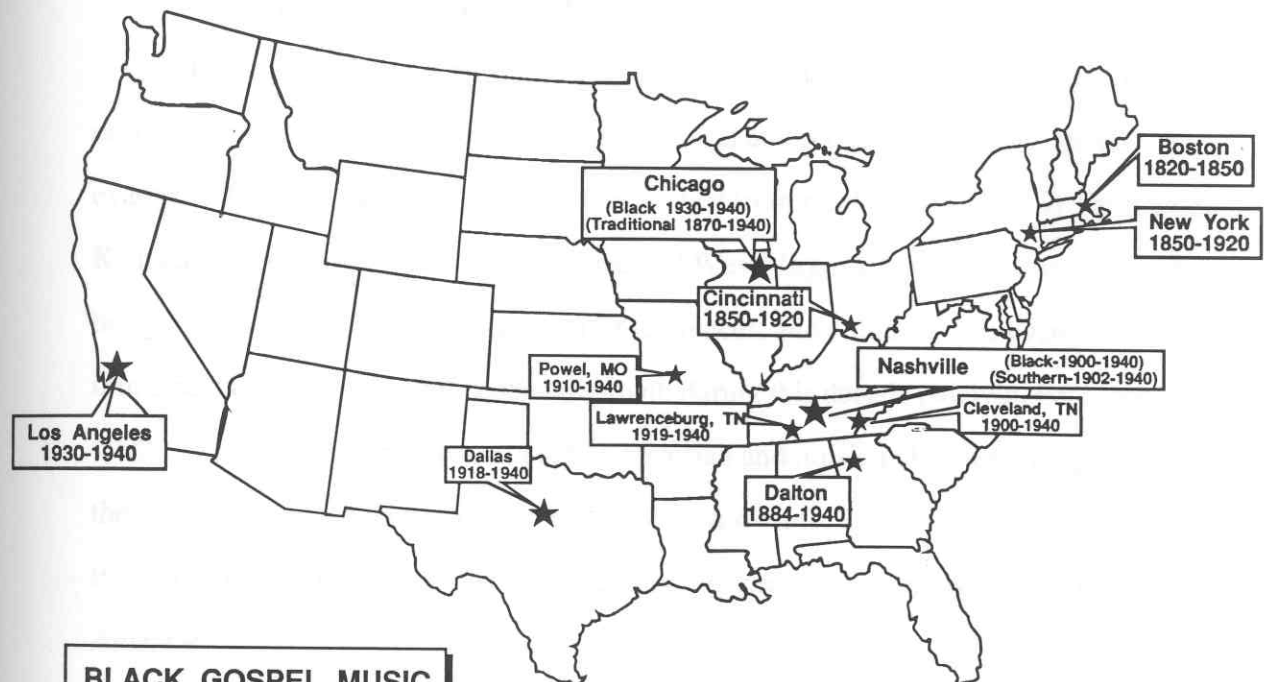 Boston
1820-1850
Chicago
(Black 1930-1940)
(Traditional 1870-1940)
New York
1850-1920
Cincinnati
1850-1920
Nashville (Black-1900-1940)
(Southern-1902-1940)
Powel, MO
1910-1940
Lawrenceburg, TN
1919-1940
Cleveland, TN
1900-1940
Los Angeles
1930-1940
Dallas
1918-1940
Dalton
1884-1940
the
BLACK GOSPEL MUSIC